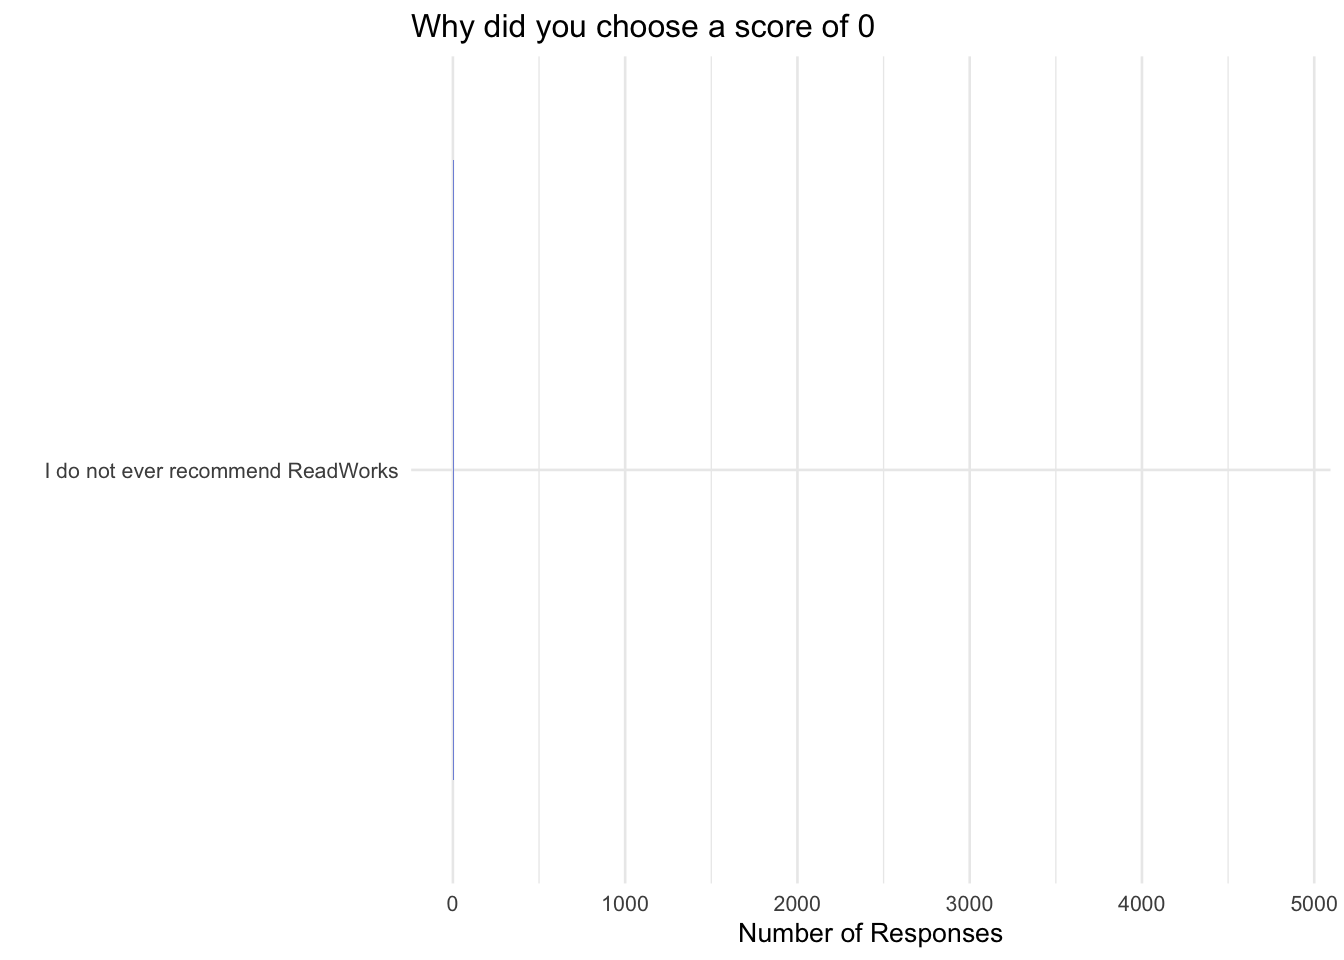 Why did you choose a score of 0
I do not ever recommend ReadWorks
0 1000 2000 3000 4000 5000
Number of Responses